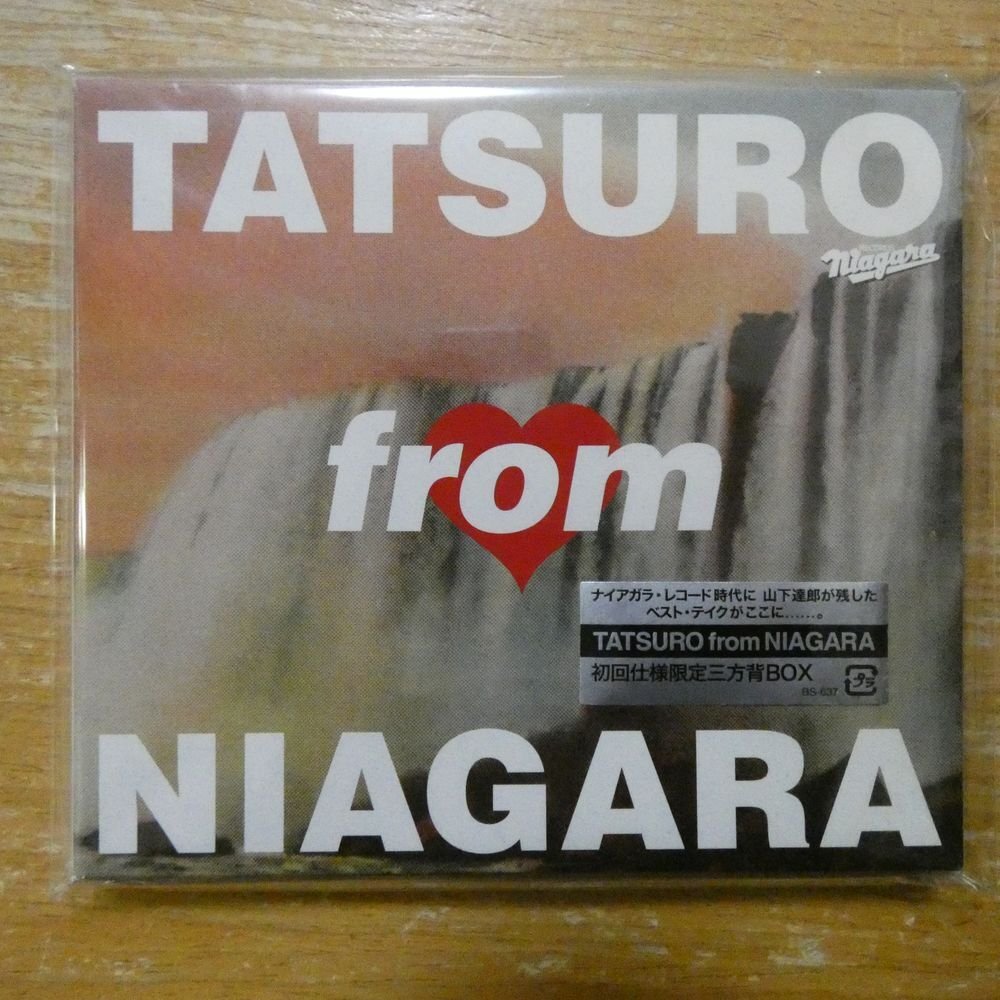 TATSURO
Niagara
from
ナイアガラ・レコード時代に 山下達郎が残した
ベスト・テイクがここに……。
TATSURO from NIAGARA
初回仕様限定三方背BOX
BS-637
プラ
NIAGARA